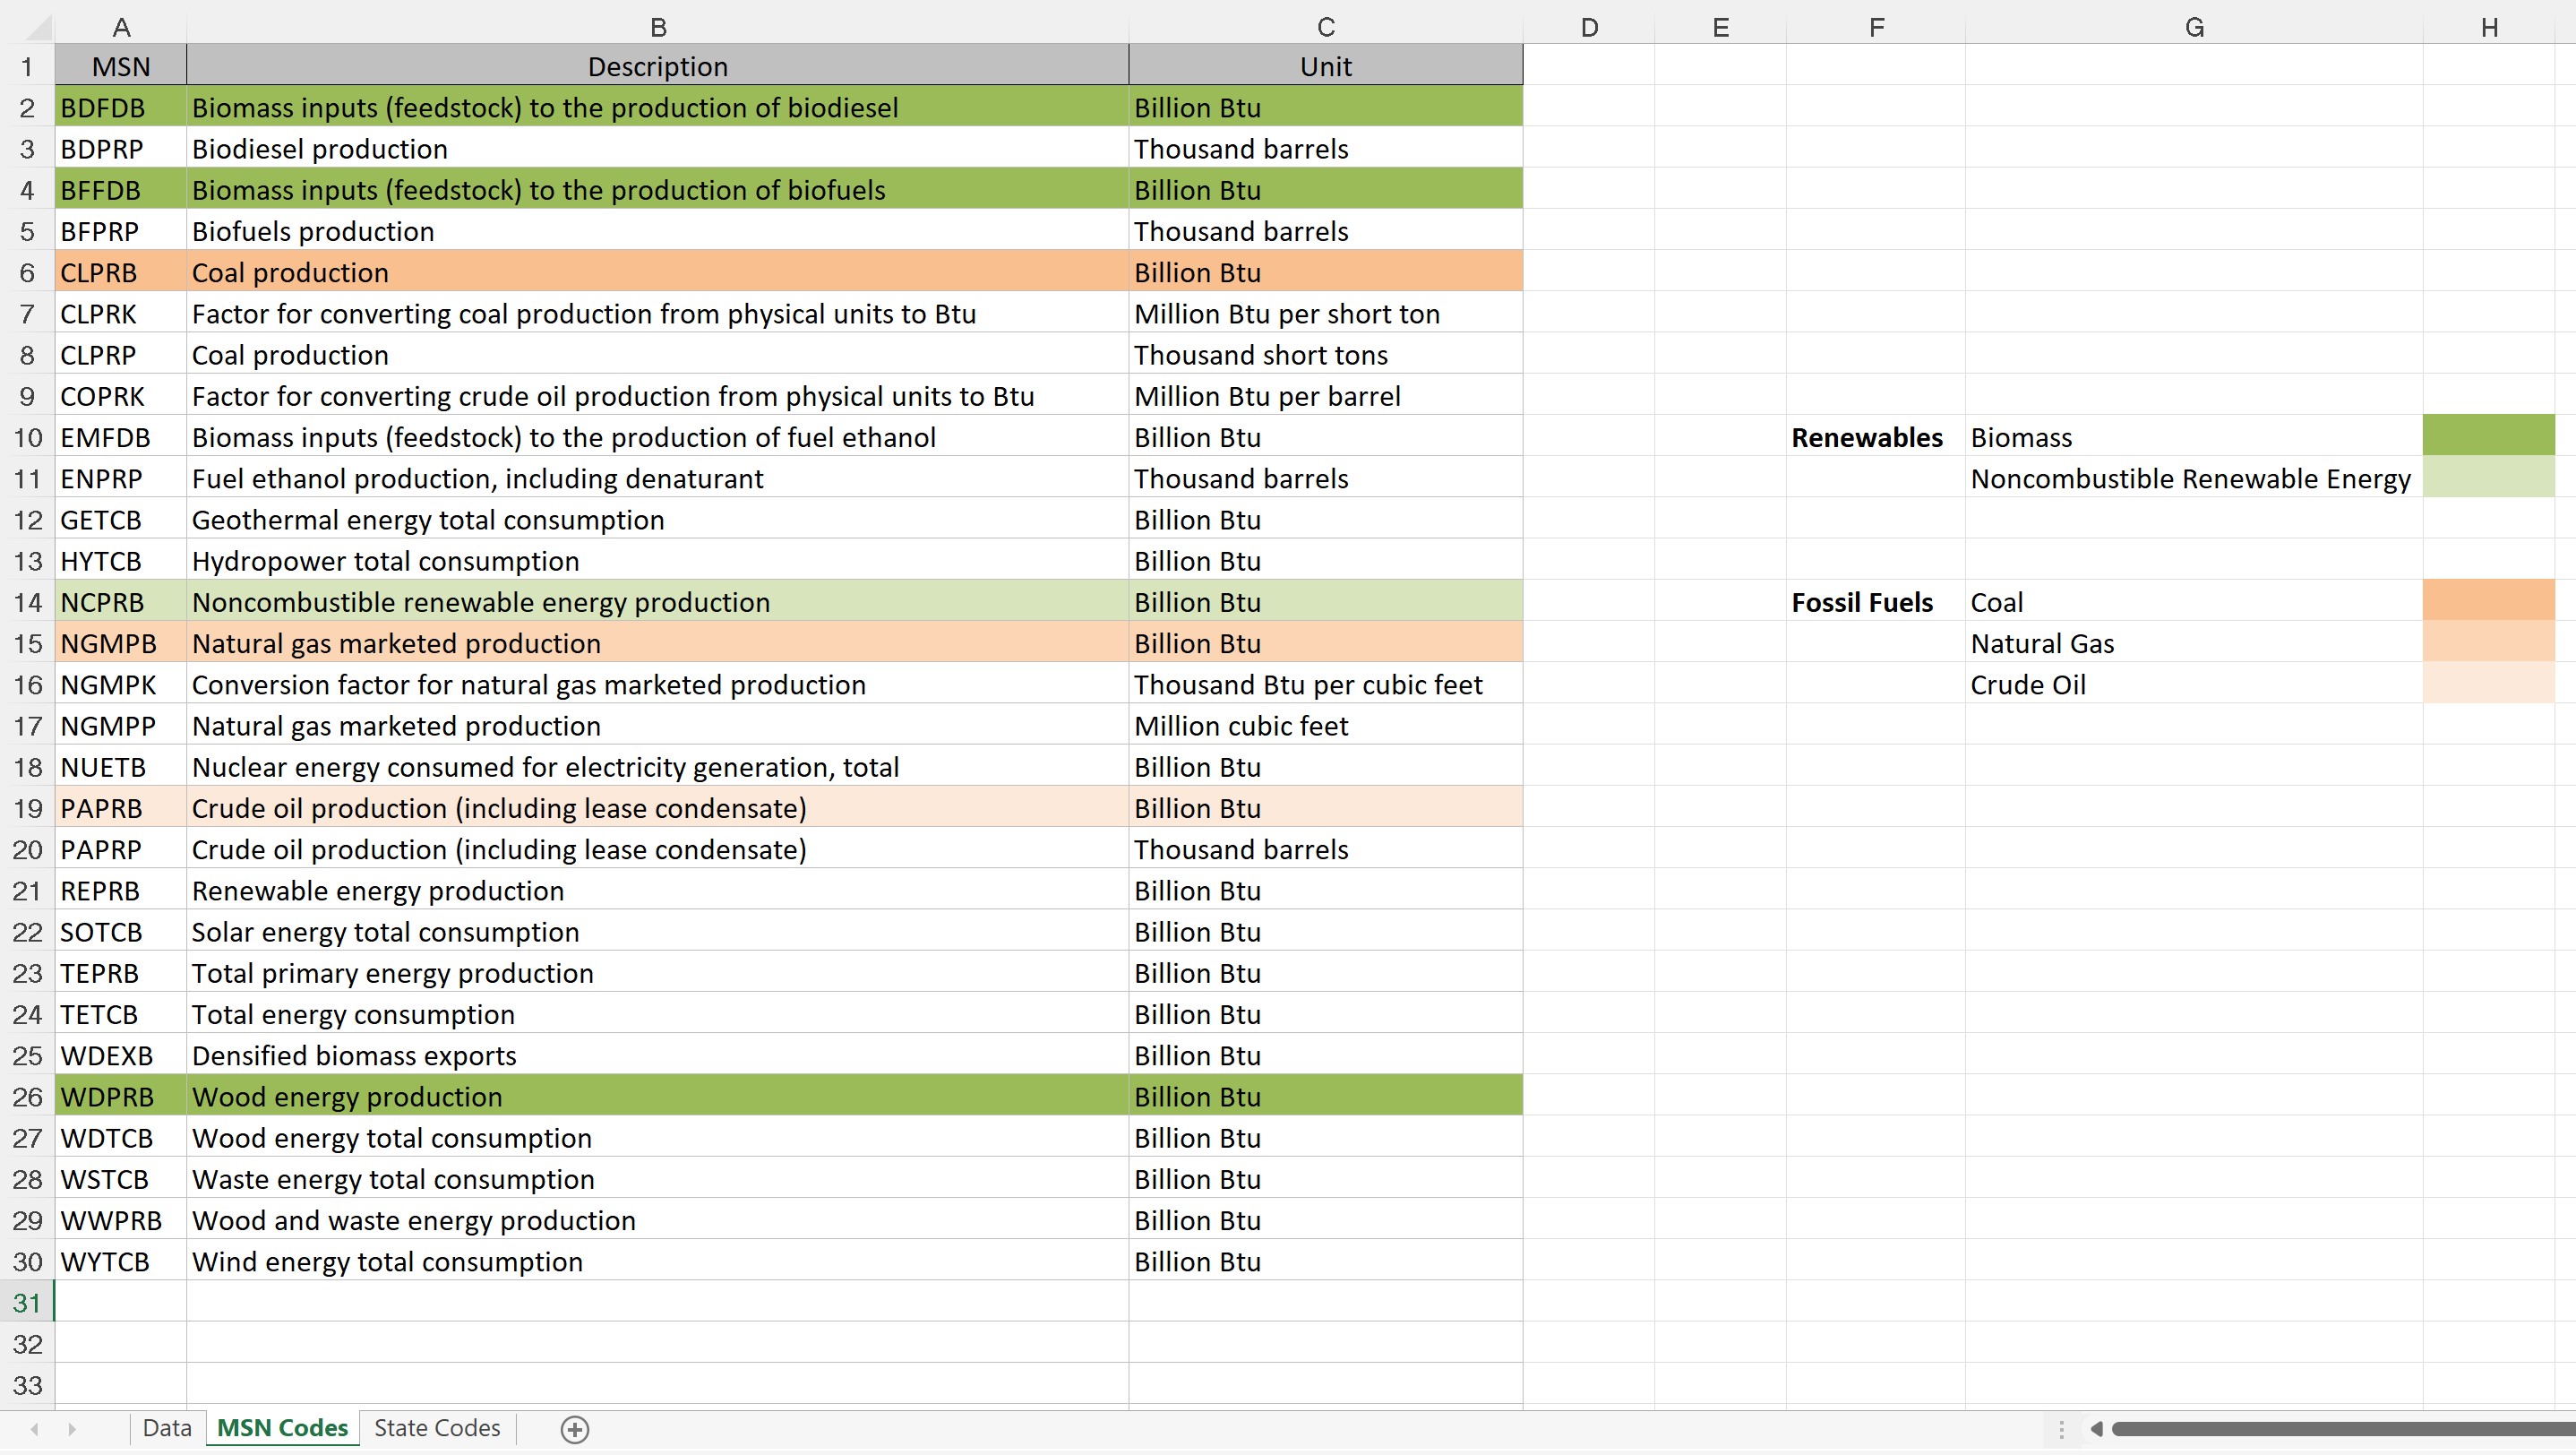 A B C D E F G H
1 MSN Description Unit
2 BDFDB Biomass inputs (feedstock) to the production of biodiesel Billion Btu
3 BDPRP Biodiesel production Thousand barrels
4 BFFDB Biomass inputs (feedstock) to the production of biofuels Billion Btu
5 BFPRP Biofuels production Thousand barrels
6 CLPRB Coal production Billion Btu
7 CLPRK Factor for converting coal production from physical units to Btu Million Btu per short ton
8 CLPRP Coal production Thousand short tons
9 COPRK Factor for converting crude oil production from physical units to Btu Million Btu per barrel
10 EMFDB Biomass inputs (feedstock) to the production of fuel ethanol Billion Btu Renewables Biomass
11 ENPRP Fuel ethanol production, including denaturant Thousand barrels Noncombustible Renewable Energy
12 GETCB Geothermal energy total consumption Billion Btu
13 HYTCB Hydropower total consumption Billion Btu
14 NCPRB Noncombustible renewable energy production Billion Btu Fossil Fuels Coal
15 NGMPB Natural gas marketed production Billion Btu Natural Gas
16 NGMPK Conversion factor for natural gas marketed production Thousand Btu per cubic feet Crude Oil
17 NGMPP Natural gas marketed production Million cubic feet
18 NUETB Nuclear energy consumed for electricity generation, total Billion Btu
19 PAPRB Crude oil production (including lease condensate) Billion Btu
20 PAPRP Crude oil production (including lease condensate) Thousand barrels
21 REPRB Renewable energy production Billion Btu
22 SOTCB Solar energy total consumption Billion Btu
23 TEPRB Total primary energy production Billion Btu
24 TETCB Total energy consumption Billion Btu
25 WDEXB Densified biomass exports Billion Btu
26 WDPRB Wood energy production Billion Btu
27 WDTCB Wood energy total consumption Billion Btu
28 WSTCB Waste energy total consumption Billion Btu
29 WWPRB Wood and waste energy production Billion Btu
30 WYTCB Wind energy total consumption Billion Btu
31
32
33
Data MSN Codes State Codes